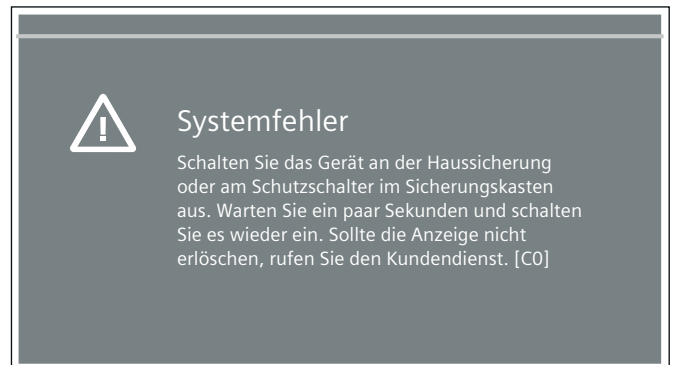 Systemfehler
Schalten Sie das Gerät an der Haussicherung
oder am Schutzschalter im Sicherungskasten
aus. Warten Sie ein paar Sekunden und schalten
Sie es wieder ein. Sollte die Anzeige nicht
erlöschen, rufen Sie den Kundendienst. [C0]